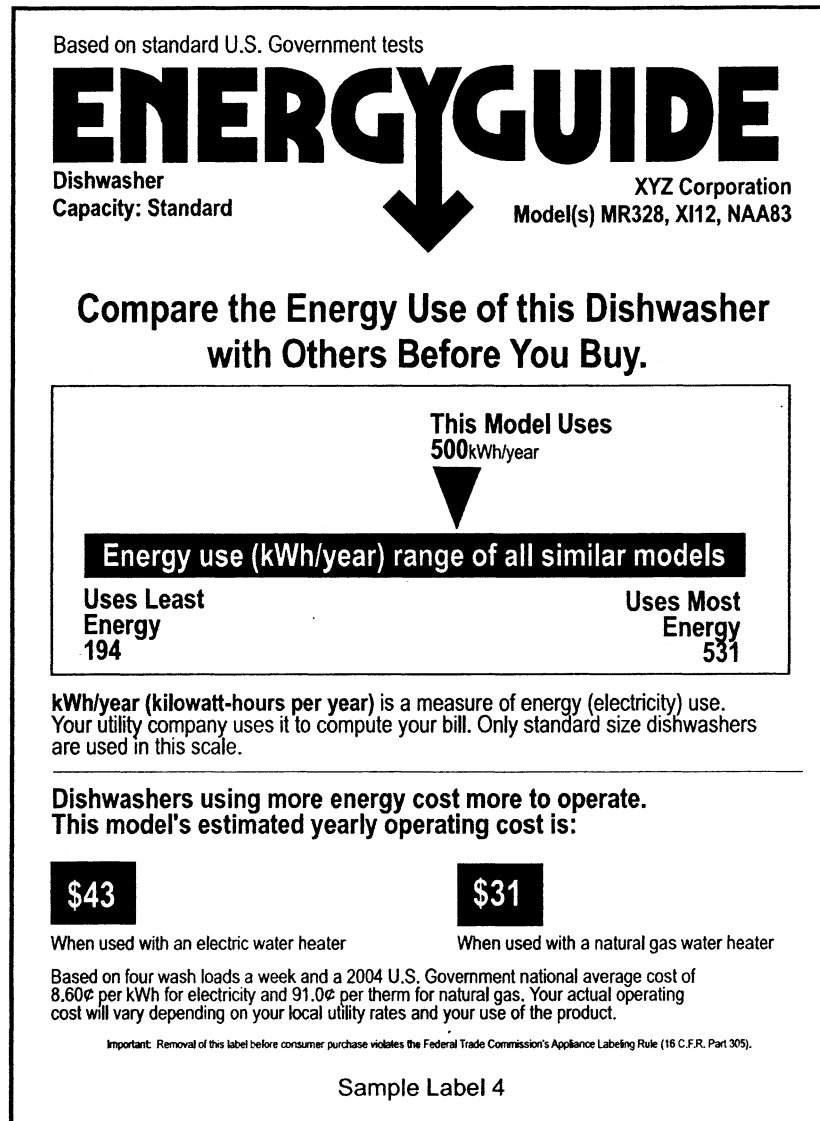 Based on standard U.S. Government tests
ENERGYGUIDE
Dishwasher
Capacity: Standard
XYZ Corporation
Model(s) MR328, XI12, NAA83
Compare the Energy Use of this Dishwasher
with Others Before You Buy.
This Model Uses
500kWh/year
Energy use (kWh/year) range of all similar models
Uses Least
Energy
194
Uses Most
Energy
531
kWh/year (kilowatt-hours per year) is a measure of energy (electricity) use.
Your utility company uses it to compute your bill. Only standard size dishwashers
are used in this scale.
Dishwashers using more energy cost more to operate.
This model's estimated yearly operating cost is:
$43
When used with an electric water heater
$31
When used with a natural gas water heater
Based on four wash loads a week and a 2004 U.S. Government national average cost of
8.60¢ per kWh for electricity and 91.0¢ per therm for natural gas. Your actual operating
cost will vary depending on your local utility rates and your use of the product.
Important: Removal of this label before consumer purchase violates the Federal Trade Commission's Appliance Labeling Rule (16 C.F.R. Part 305).
Sample Label 4